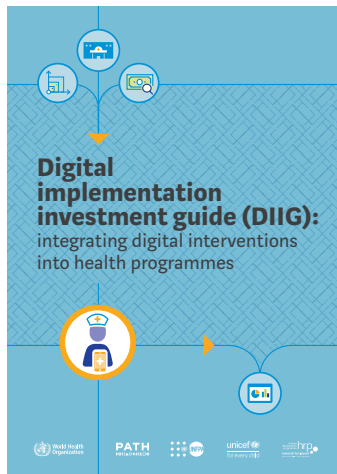 Digital
implementation
investment guide (DIIG):
integrating digital interventions
into health programmes
World Health
Organization
PATH
UNFPA
unicef
for every child
hrp